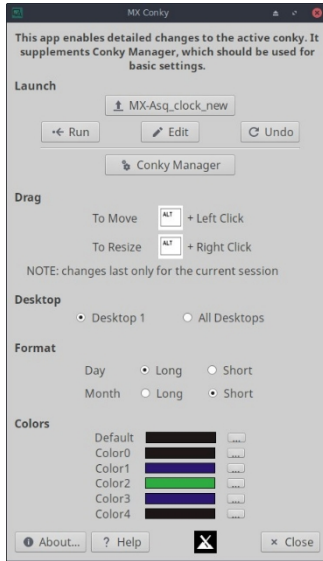 MX Conky
This app enables detailed changes to the active conky. It
supplements Conky Manager, which should be used for
basic settings.
Launch
MX-Asq_clock_new
Run Edit Undo
Conky Manager
Drag
To Move ALT + Left Click
To Resize ALT + Right Click
NOTE: changes last only for the current session
Desktop
Desktop 1 All Desktops
Format
Day Long Short
Month Long Short
Colors
Default ...
Color0 ...
Color1 ...
Color2 ...
Color3 ...
Color4 ...
About... ? Help Close